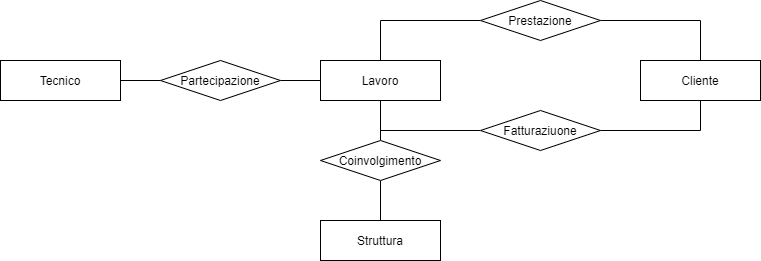 Prestazione
Tecnico
Partecipazione
Lavoro
Cliente
Fatturaziuone
Coinvolgimento
Struttura